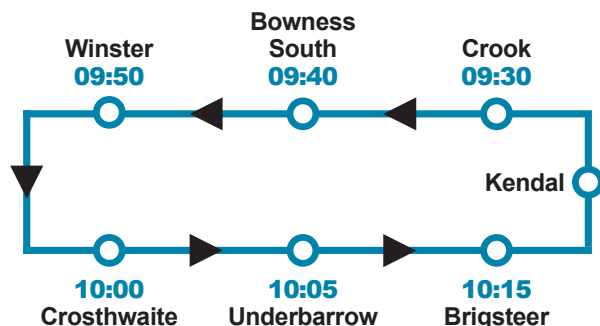 Winster
09:50
Bowness
South
09:40
Crook
09:30
Kendal
10:00
Crosthwaite
10:05
Underbarrow
10:15
Brigsteer